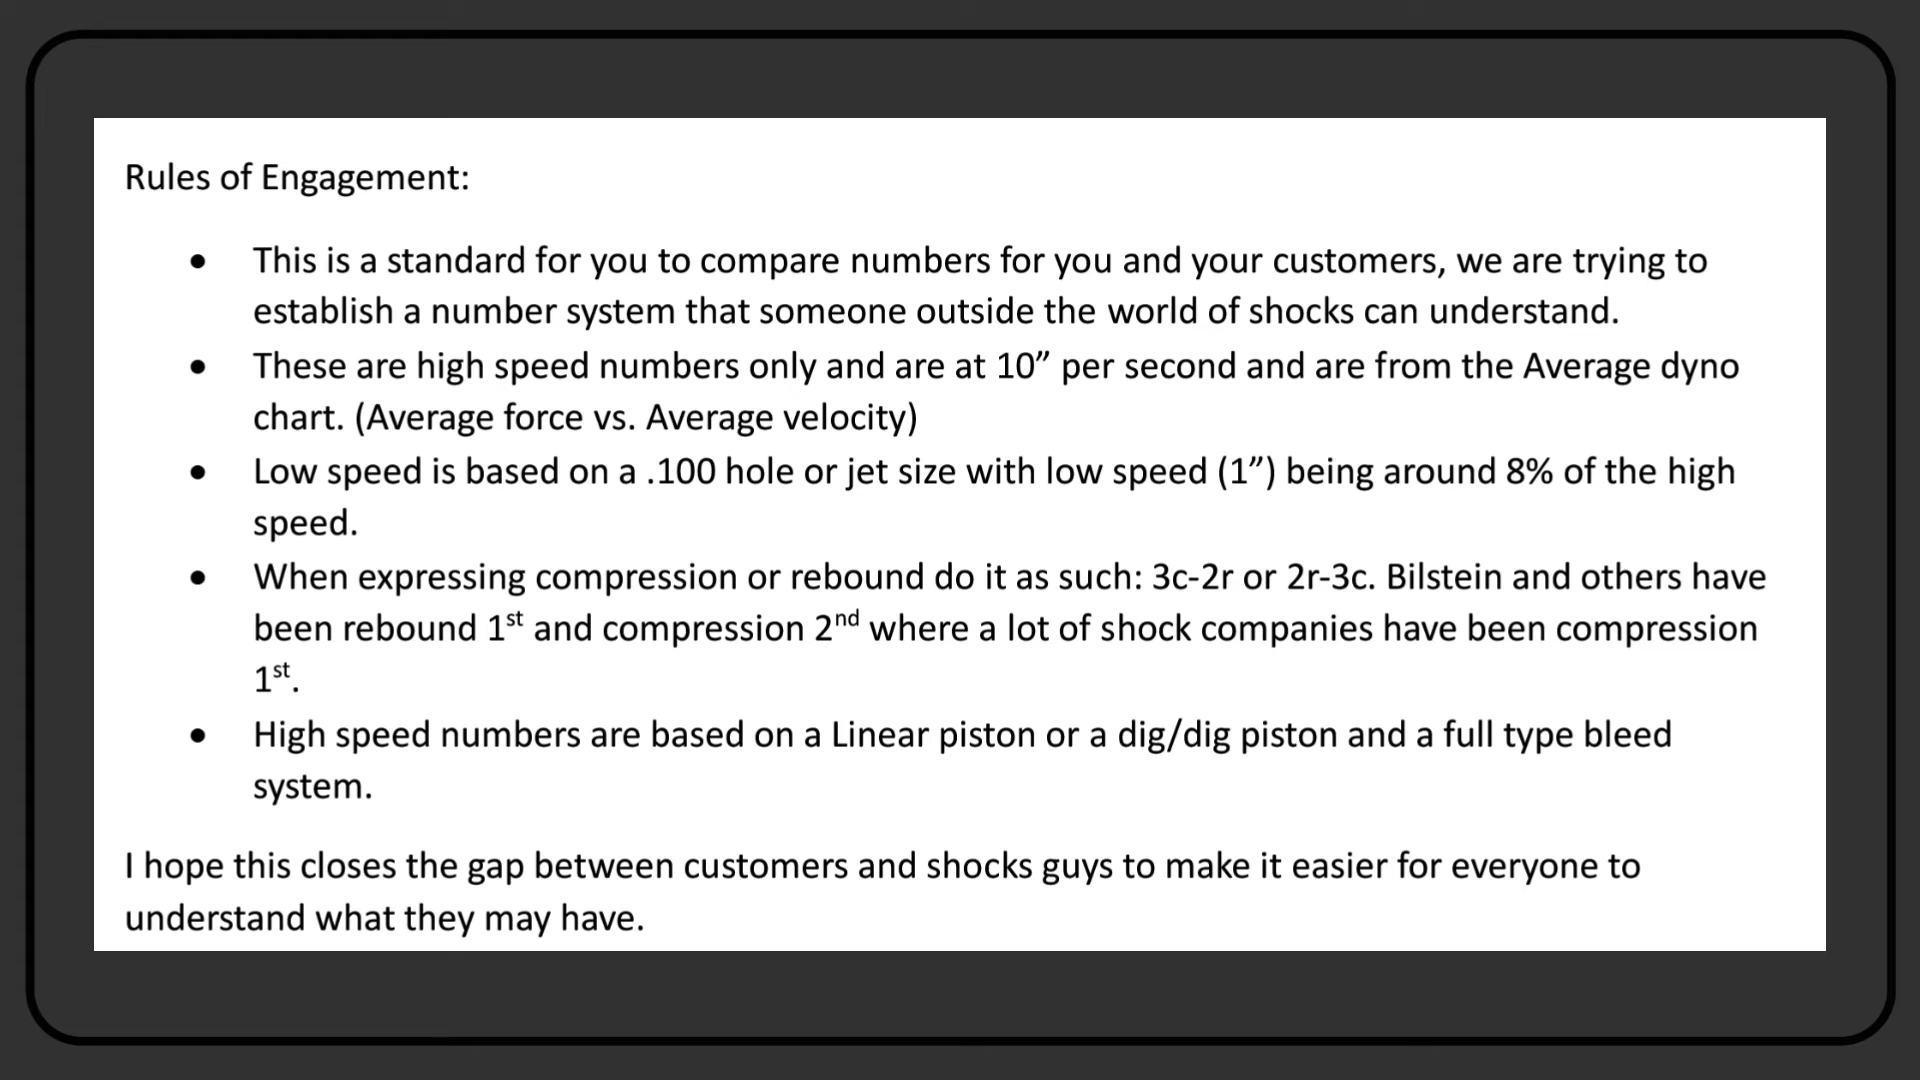 Rules of Engagement:
• This is a standard for you to compare numbers for you and your customers, we are trying to
establish a number system that someone outside the world of shocks can understand.
• These are high speed numbers only and are at 10” per second and are from the Average dyno
chart. (Average force vs. Average velocity)
• Low speed is based on a .100 hole or jet size with low speed (1”) being around 8% of the high
speed.
• When expressing compression or rebound do it as such: 3c-2r or 2r-3c. Bilstein and others have
been rebound 1st and compression 2nd where a lot of shock companies have been compression
1st.
• High speed numbers are based on a Linear piston or a dig/dig piston and a full type bleed
system.
I hope this closes the gap between customers and shocks guys to make it easier for everyone to
understand what they may have.